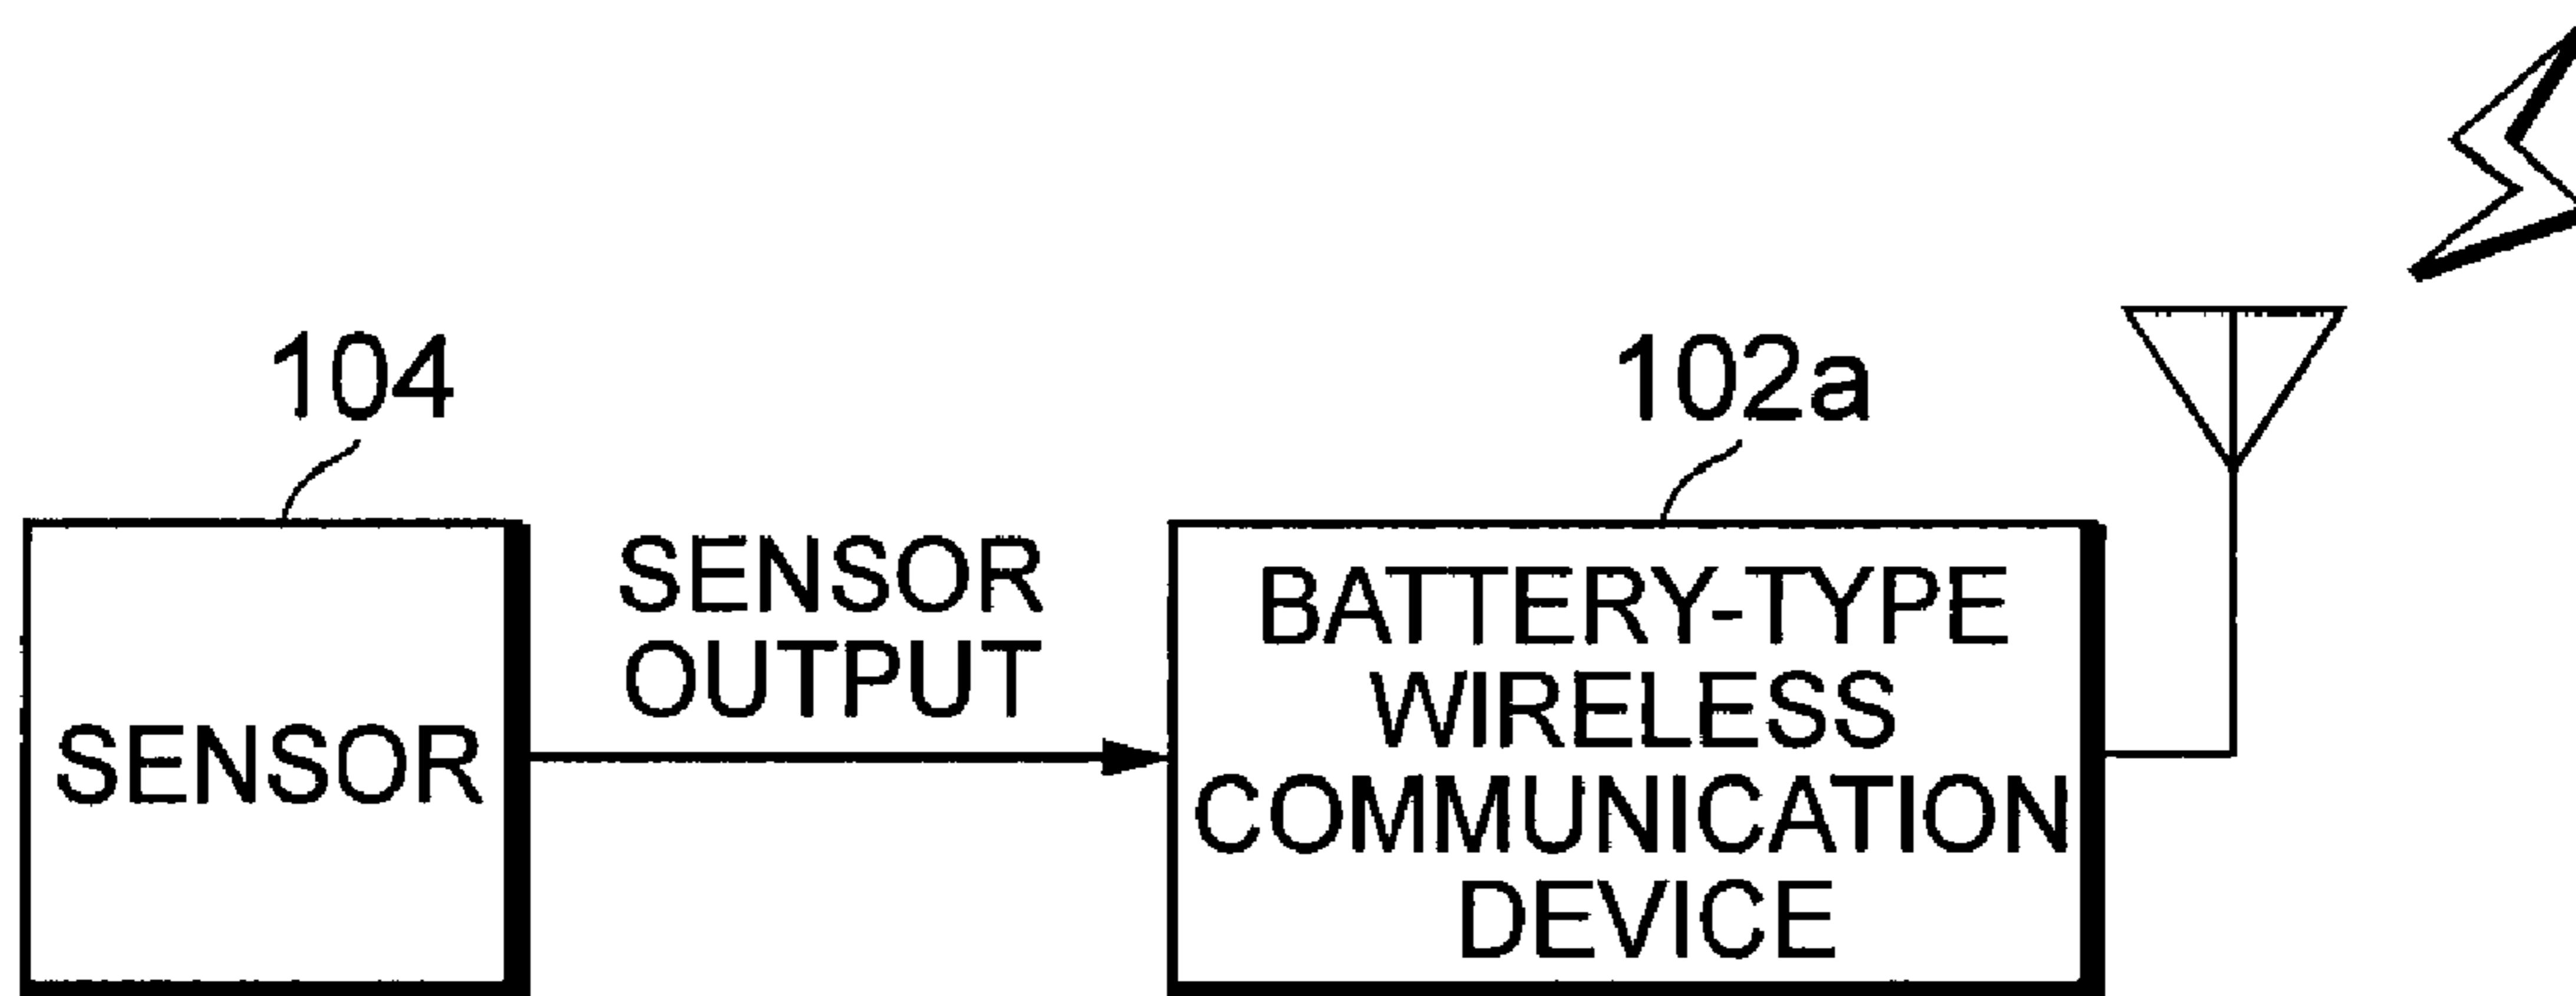 104
102a
SENSOR
OUTPUT
SENSOR
BATTERY-TYPE
WIRELESS
COMMUNICATION
DEVICE